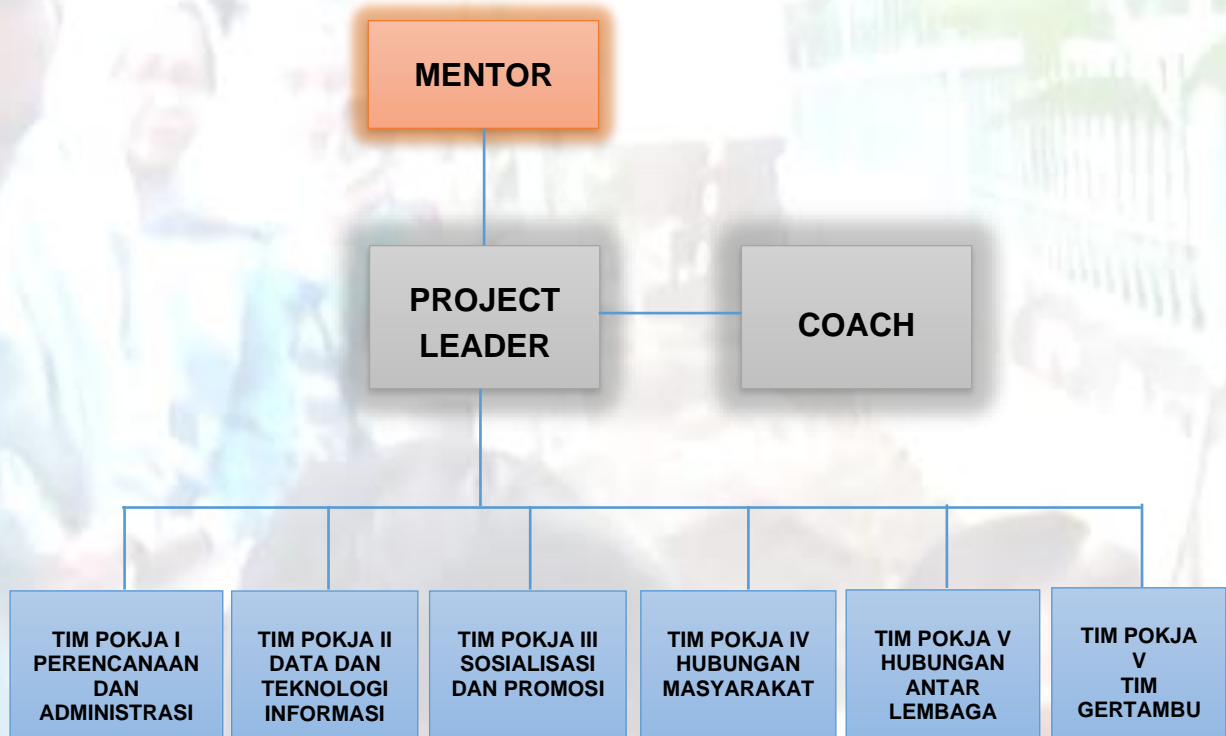 MENTOR
PROJECT
LEADER
COACH
TIM POKJA I
PERENCANAAN
DAN
ADMINISTRASI
TIM POKJA II
DATA DAN
TEKNOLOGI
INFORMASI
TIM POKJA III
SOSIALISASI
DAN PROMOSI
TIM POKJA IV
HUBUNGAN
MASYARAKAT
TIM POKJA V
HUBUNGAN
ANTAR
LEMBAGA
TIM POKJA
V
TIM
GERTAMBU